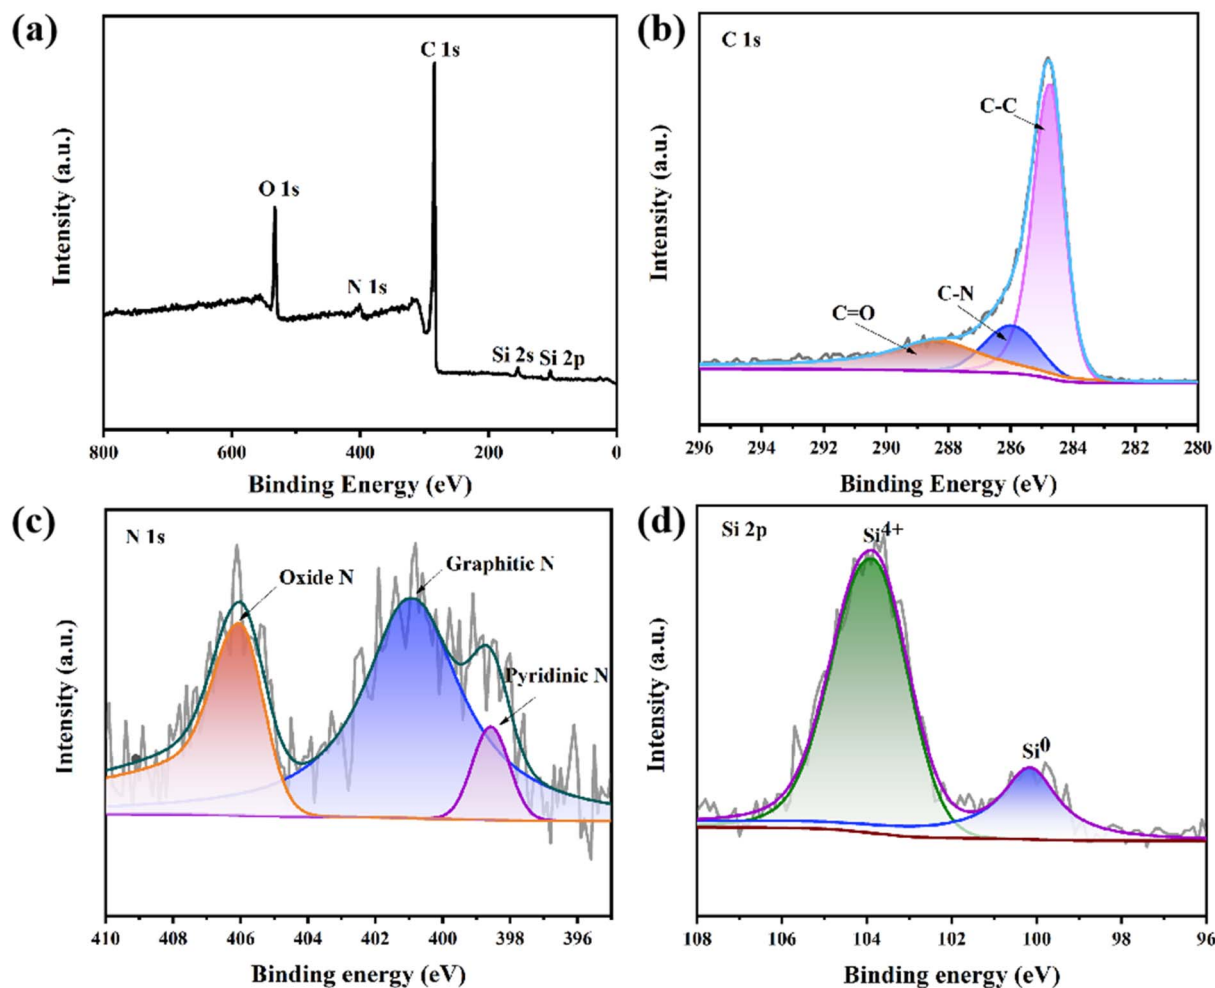 (a)
C 1s
O 1s
N 1s
Si 2s
Si 2p
Intensity (a.u.)
800
600
400
200
0
Binding Energy (eV)
(b)
C 1s
C-C
C-N
C=O
Intensity (a.u.)
296
294
292
290
288
286
284
282
280
Binding Energy (eV)
(c)
N 1s
Oxide N
Graphitic N
Pyridinic N
Intensity (a.u.)
410
408
406
404
402
400
398
396
Binding energy (eV)
(d)
Si 2p
Si4+
Si0
Intensity (a.u.)
108
106
104
102
100
98
96
Binding energy (eV)